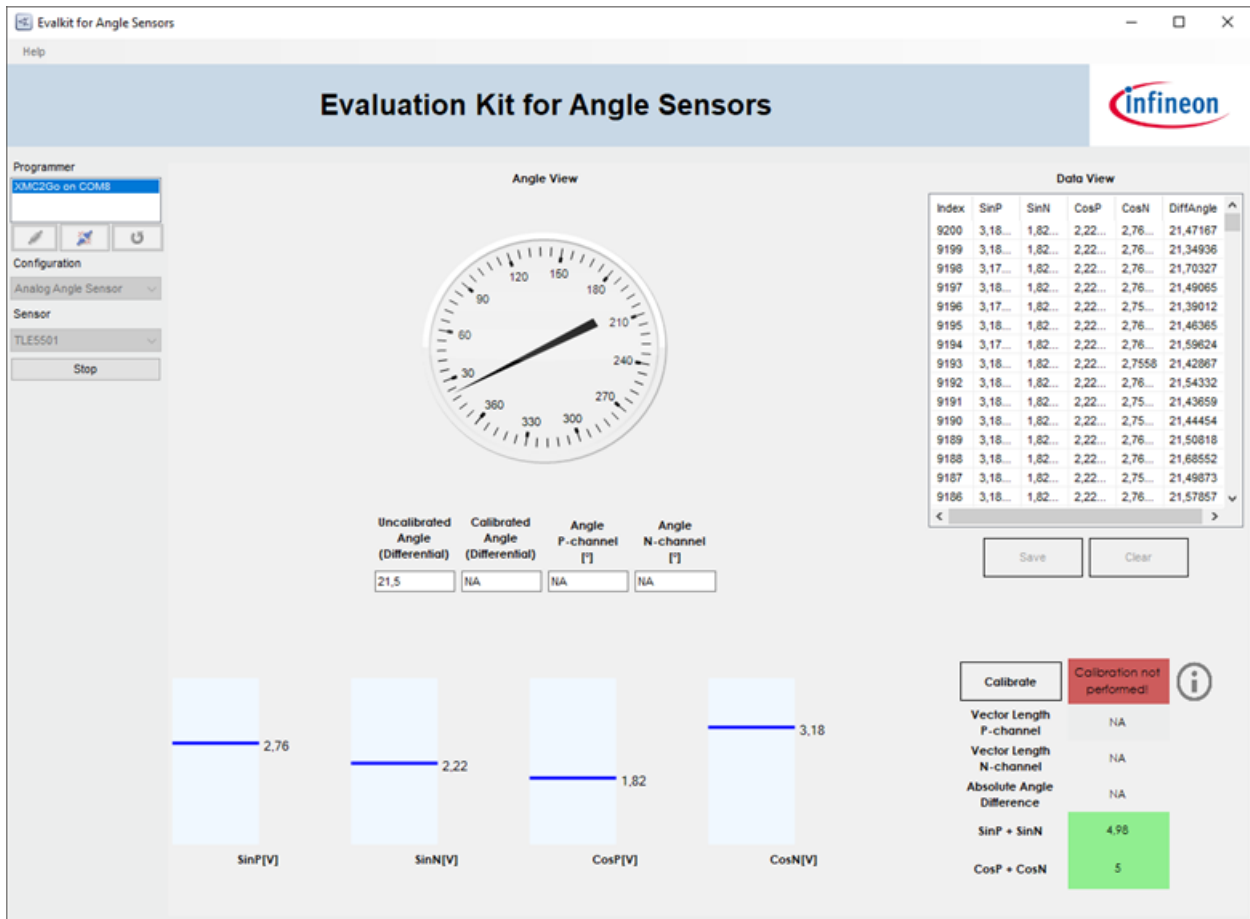 Evalkit for Angle Sensors
Help
Evaluation Kit for Angle Sensors
infineon
Programmer
XMC2Go on COM8
Configuration
Analog Angle Sensor
Sensor
TLE5501
Stop
Angle View
30
60
90
120
150
180
210
240
270
300
330
360
Uncalibrated Angle (Differential)
Calibrated Angle (Differential)
Angle P-channel [°]
Angle N-channel [°]
21,5
NA
NA
NA
Data View
Index SinP SinN CosP CosN DiffAngle
9200 3,18... 1,82... 2,22... 2,76... 21,47167
9199 3,18... 1,82... 2,22... 2,76... 21,34936
9198 3,17... 1,82... 2,22... 2,76... 21,70327
9197 3,18... 1,82... 2,22... 2,76... 21,49065
9196 3,17... 1,82... 2,22... 2,75... 21,39012
9195 3,18... 1,82... 2,22... 2,76... 21,46365
9194 3,17... 1,82... 2,22... 2,76... 21,59624
9193 3,18... 1,82... 2,22... 2,7558 21,42867
9192 3,18... 1,82... 2,22... 2,76... 21,54332
9191 3,18... 1,82... 2,22... 2,75... 21,43659
9190 3,18... 1,82... 2,22... 2,75... 21,44454
9189 3,18... 1,82... 2,22... 2,76... 21,50818
9188 3,18... 1,82... 2,22... 2,76... 21,68552
9187 3,18... 1,82... 2,22... 2,75... 21,49873
9186 3,18... 1,82... 2,22... 2,76... 21,57857
Save
Clear
2,76
SinP[V]
2,22
SinN[V]
1,82
CosP[V]
3,18
CosN[V]
Calibrate
Calibration not
performed!
Vector Length
P-channel
NA
Vector Length
N-channel
NA
Absolute Angle
Difference
NA
SinP + SinN
4,98
CosP + CosN
5